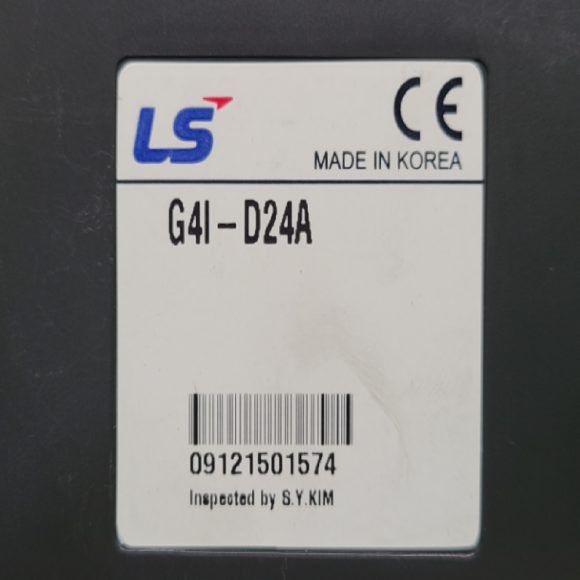 LS
CE
MADE IN KOREA
G4I-D24A
09121501574
Inspected by S.Y.KIM